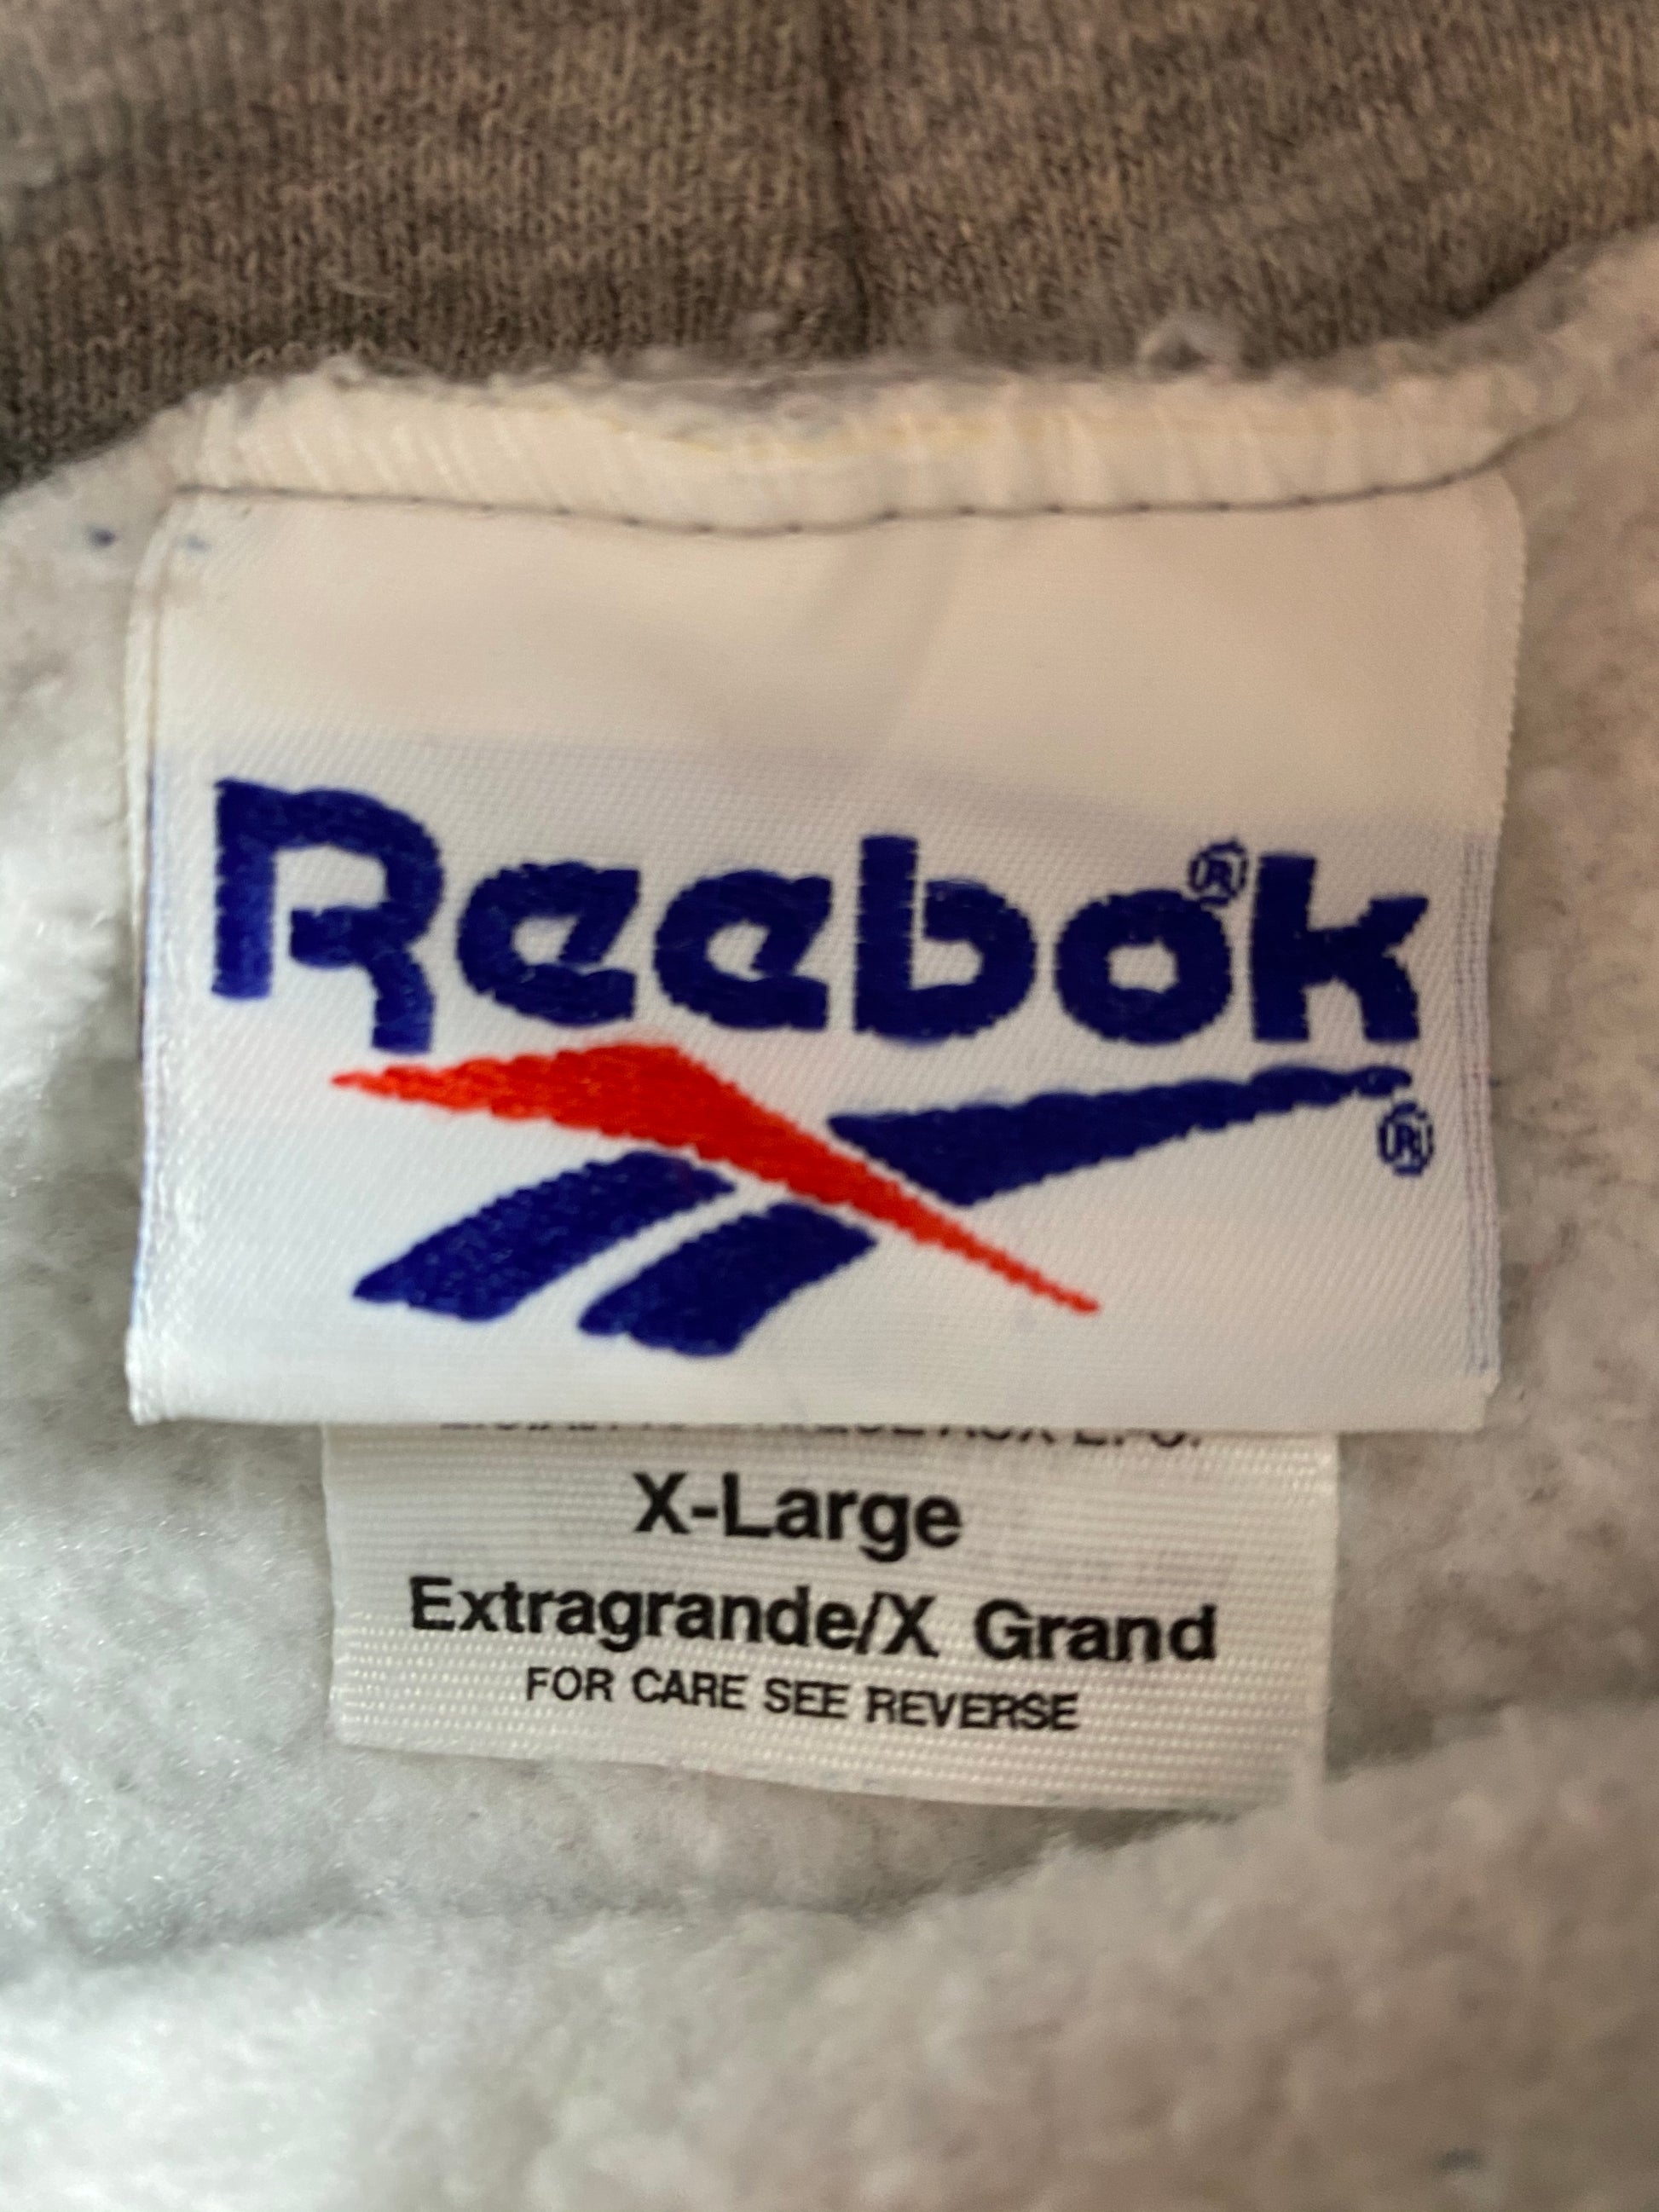 Reebok®
®
X-Large
Extragrande/X Grand
FOR CARE SEE REVERSE